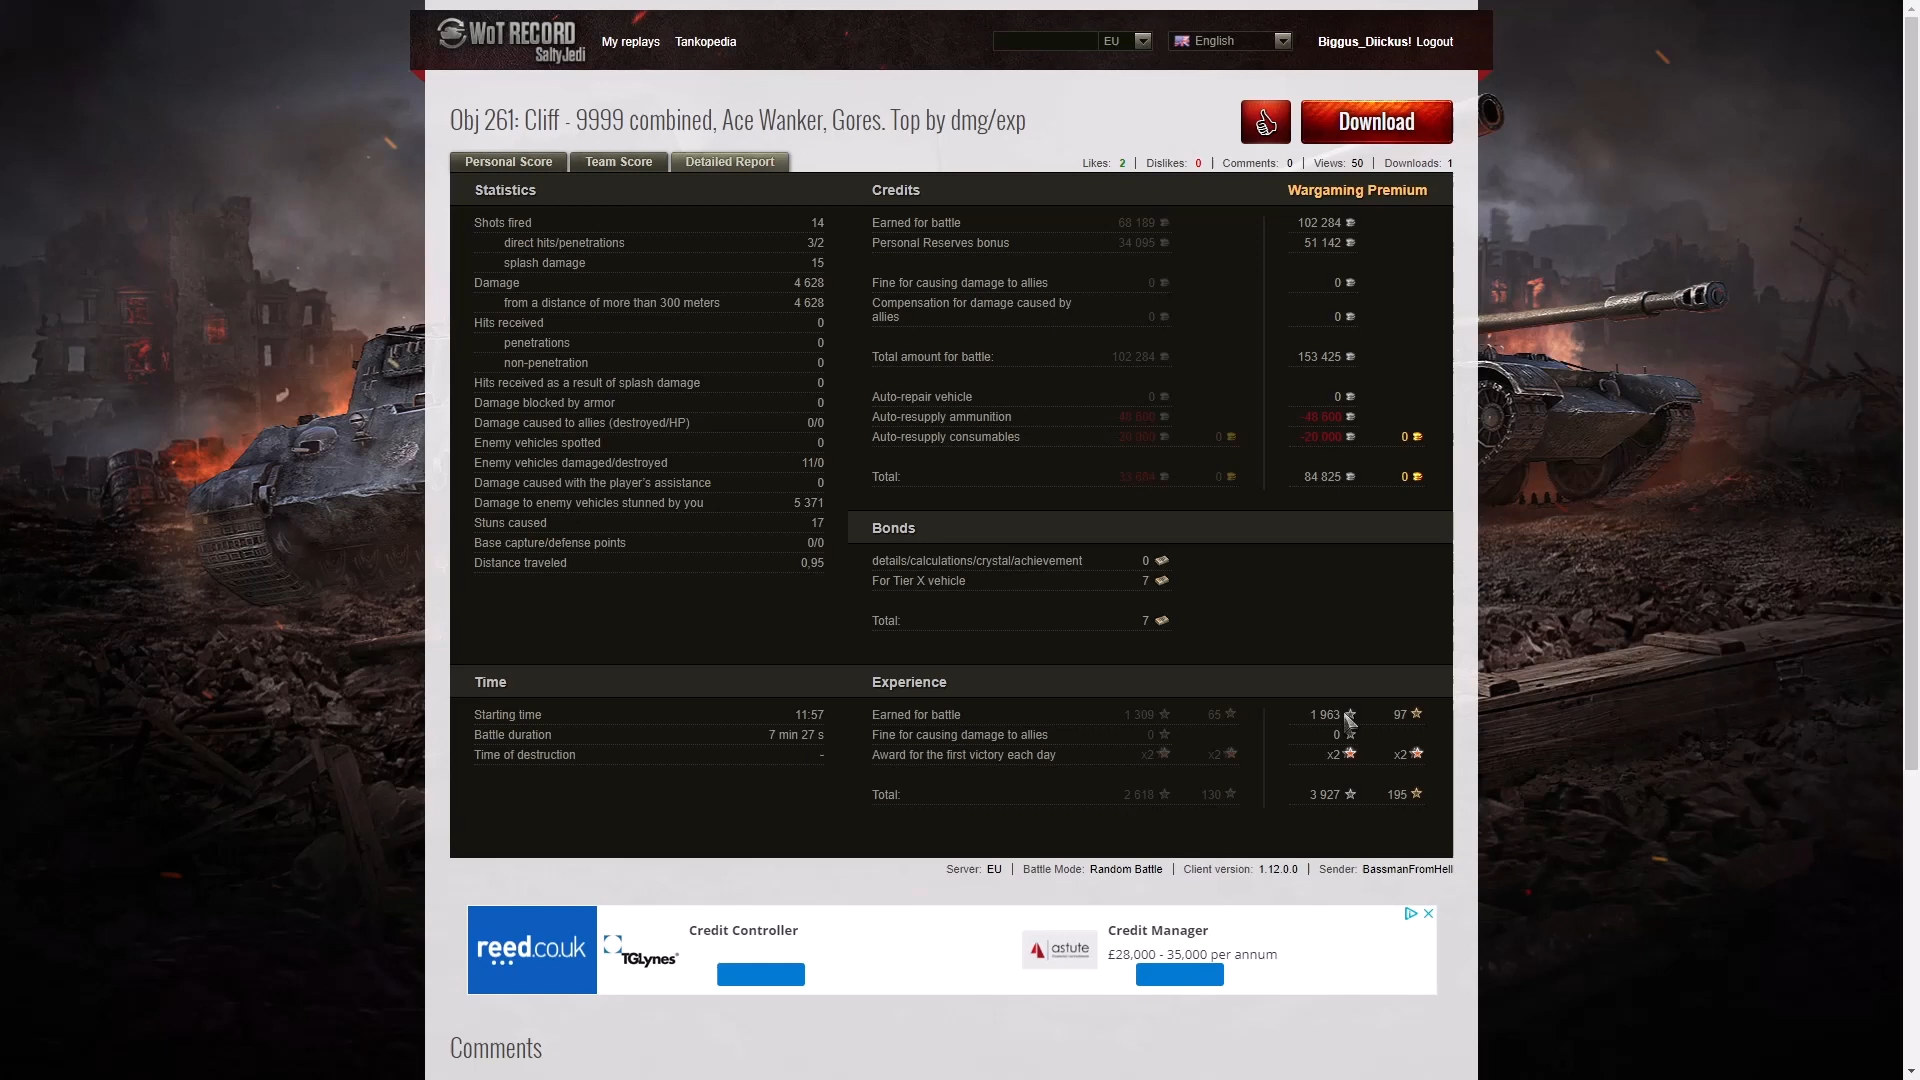 WoT RECORD
SaltyJedi
My replays
Tankopedia
EU
English
Biggus_Diickus! Logout
Obj 261: Cliff - 9999 combined, Ace Wanker, Gores. Top by dmg/exp
Download
Personal Score
Team Score
Detailed Report
Likes: 2 | Dislikes: 0 | Comments: 0 | Views: 50 | Downloads: 1
Statistics
Shots fired 14
direct hits/penetrations 3/2
splash damage 15
Damage 4 628
from a distance of more than 300 meters 4 628
Hits received 0
penetrations 0
non-penetration 0
Hits received as a result of splash damage 0
Damage blocked by armor 0
Damage caused to allies (destroyed/HP) 0/0
Enemy vehicles spotted 0
Enemy vehicles damaged/destroyed 11/0
Damage caused with the player's assistance 0
Damage to enemy vehicles stunned by you 5 371
Stuns caused 17
Base capture/defense points 0/0
Distance traveled 0,95
Credits Wargaming Premium
Earned for battle 68 189 102 284
Personal Reserves bonus 34 095 51 142
Fine for causing damage to allies 0 0
Compensation for damage caused by
allies 0 0
Total amount for battle: 102 284 153 425
Auto-repair vehicle 0 0
Auto-resupply ammunition 48 600 -48 600
Auto-resupply consumables 20 000 0 -20 000 0
Total: 33 684 0 84 825 0
Bonds
details/calculations/crystal/achievement 0
For Tier X vehicle 7
Total: 7
Time
Starting time 11:57
Battle duration 7 min 27 s
Time of destruction -
Experience
Earned for battle 1 309 65 1 963 97
Fine for causing damage to allies 0 0
Award for the first victory each day x2 x2 x2 x2
Total: 2 618 130 3 927 195
Server: EU | Battle Mode: Random Battle | Client version: 1.12.0.0 | Sender: BassmanFromHell
reed.co.uk
TGLynes
Credit Controller
astute
Credit Manager
£28,000 - 35,000 per annum
Comments